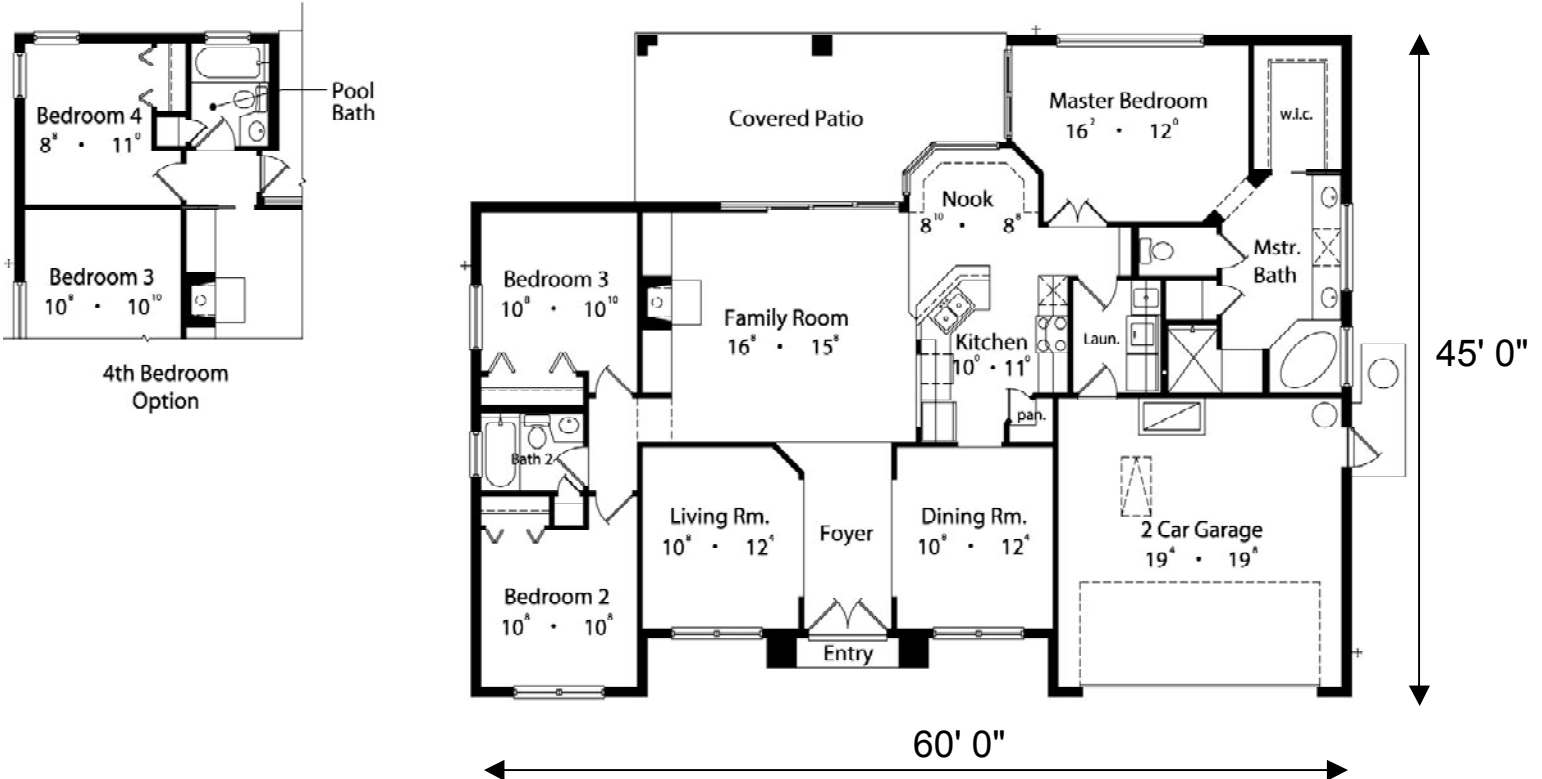 Pool
Bath
Bedroom 4
8⁸ · 11⁰
Bedroom 3
10⁸ · 10¹⁰
4th Bedroom
Option
Covered Patio
Master Bedroom
16² · 12⁰
w.i.c.
Nook
8¹⁰ · 8⁸
Mstr.
Bath
Bedroom 3
10⁸ · 10¹⁰
Family Room
16⁸ · 15⁸
Kitchen
10⁰ · 11⁰
Laun.
pan.
Bath 2
Living Rm.
10⁸ · 12⁴
Foyer
Dining Rm.
10⁸ · 12⁴
2 Car Garage
19⁴ · 19⁸
Bedroom 2
10⁸ · 10⁸
Entry
45' 0"
60' 0"